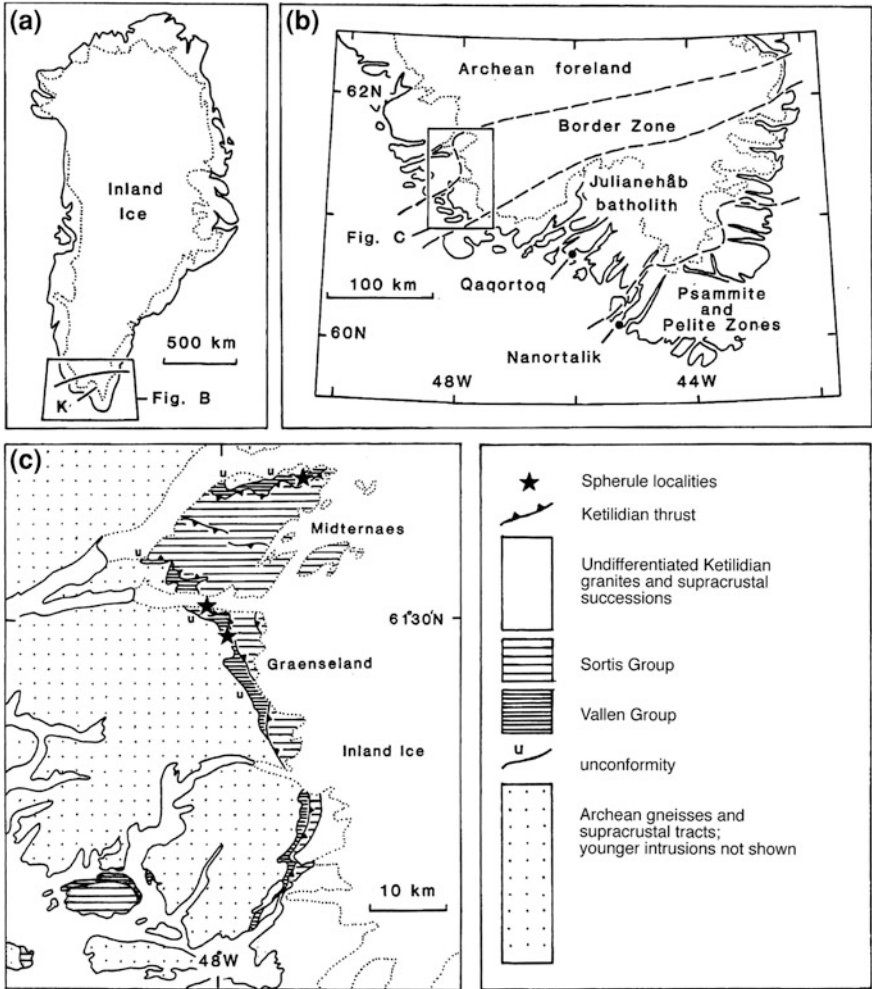 (a)
Inland
Ice
500 km
K
Fig. B
(b)
Archean foreland
62N
Border Zone
Julianehåb
batholith
Fig. C
100 km
Qaqortoq
Psammite
and
Pelite Zones
60N
Nanortalik
48W
44W
(c)
u
u
Midternaes
u
61°30'N
u
Graenseland
u
Inland Ice
10 km
48°W
Spherule localities
Ketilidian thrust
Undifferentiated Ketilidian
granites and supracrustal
successions
Sortis Group
Vallen Group
u
unconformity
Archean gneisses and
supracrustal tracts;
younger intrusions not shown